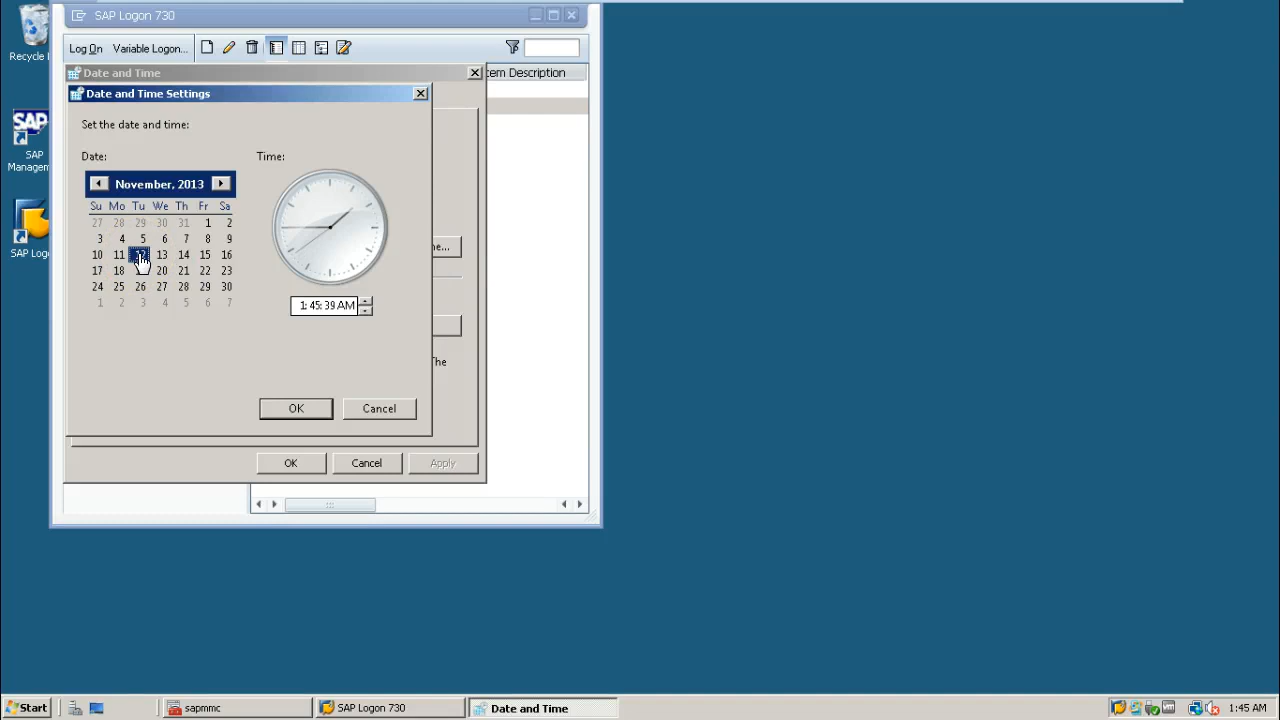 SAP Logon 730
Recycle
Log On Variable Logon...
Date and Time
tem Description
Date and Time Settings
Set the date and time:
Date:
Time:
November, 2013
Su Mo Tu We Th Fr Sa
27 28 29 30 31 1 2
3 4 5 6 7 8 9
10 11 12 13 14 15 16
17 18 20 21 22 23
24 25 26 27 28 29 30
1 2 3 4 5 6 7
SAP
SAP
Managem
SAP Logo
ne...
1:45:39 AM
The
OK Cancel
OK Cancel Apply
Start
sapmmc
SAP Logon 730
Date and Time
1:45 AM